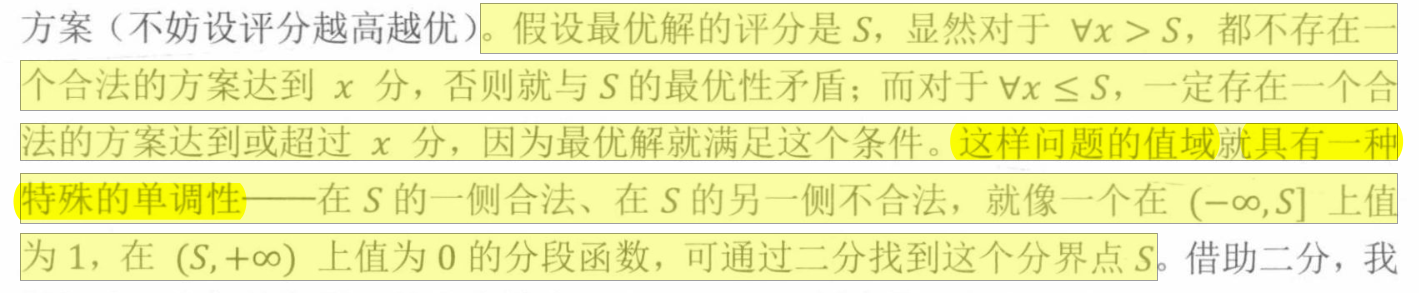 方案（不妨设评分越高越优）。假设最优解的评分是 S，显然对于 ∀x > S，都不存在一
个合法的方案达到 x 分，否则就与 S 的最优性矛盾；而对于 ∀x ≤ S，一定存在一个合
法的方案达到或超过 x 分，因为最优解就满足这个条件。这样问题的值域就具有一种
特殊的单调性——在 S 的一侧合法、在 S 的另一侧不合法，就像一个在 (−∞,S] 上值
为 1，在 (S,+∞) 上值为 0 的分段函数，可通过二分找到这个分界点 S。借助二分，我